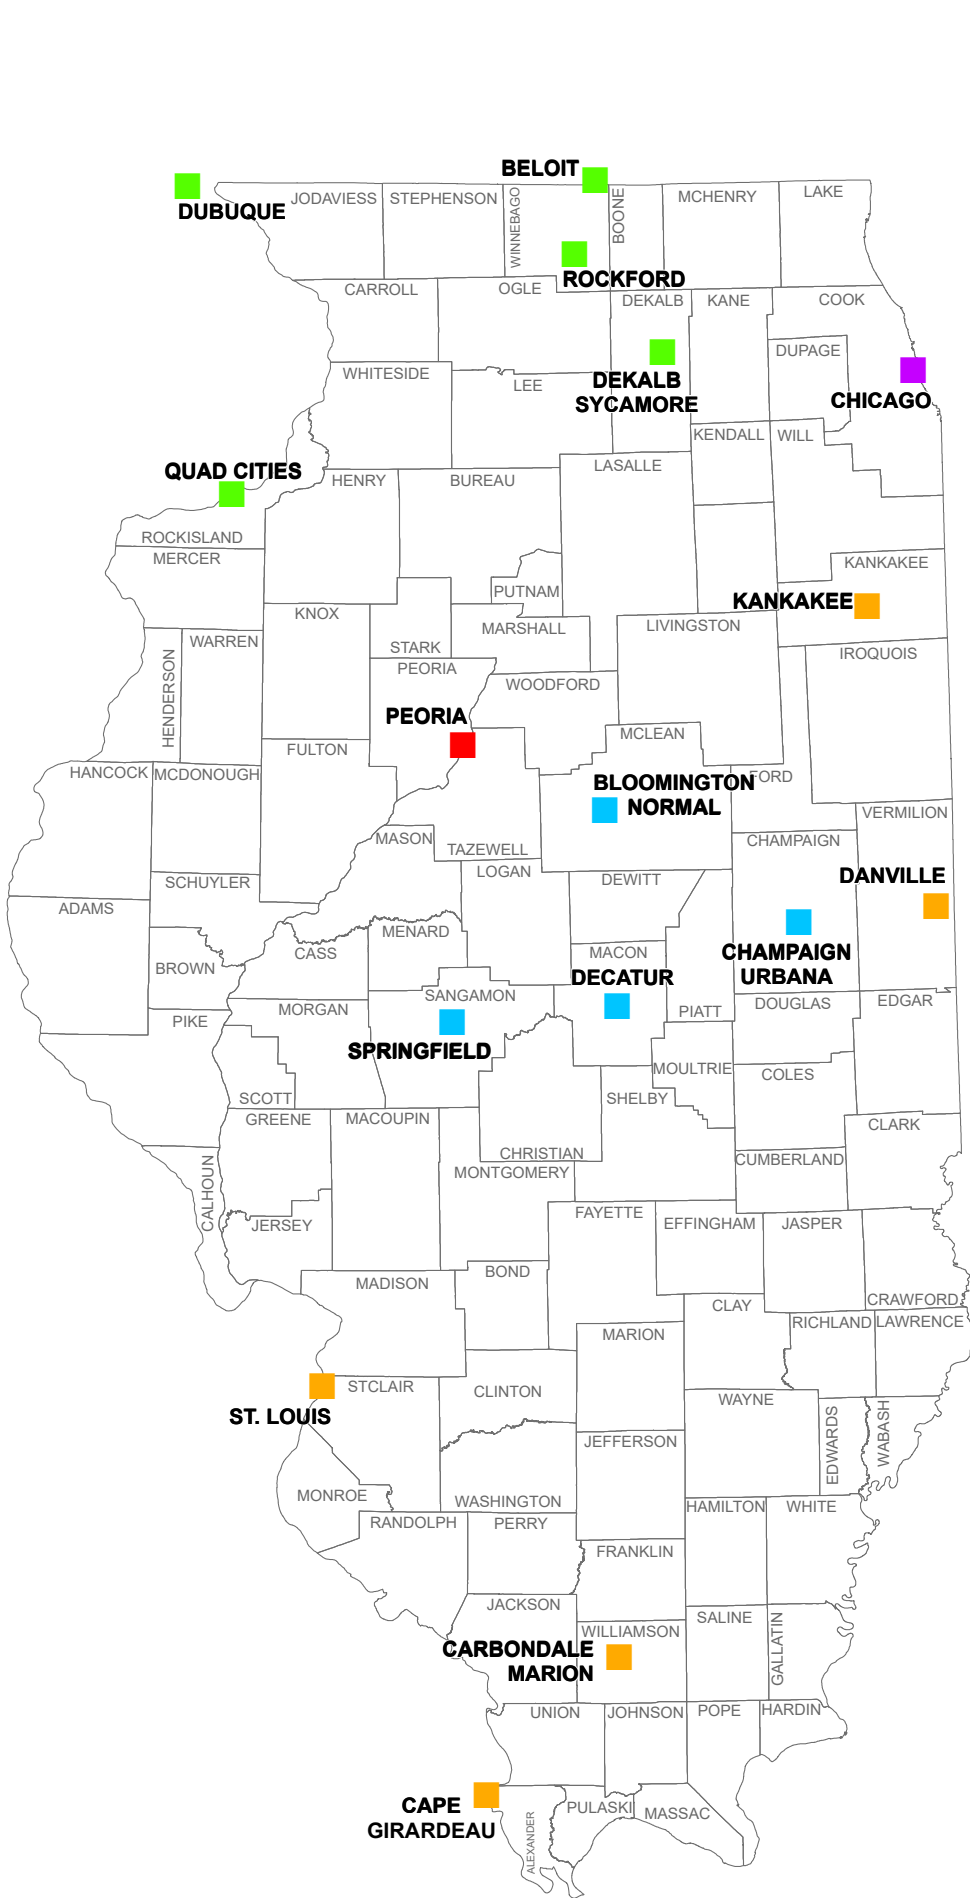 BELOIT
DUBUQUE
JODAVIESS
STEPHENSON
WINNEBAGO
BOONE
MCHENRY
LAKE
ROCKFORD
CARROLL
OGLE
DEKALB
KANE
COOK
DUPAGE
WHITESIDE
LEE
DEKALB
SYCAMORE
CHICAGO
KENDALL
WILL
QUAD CITIES
HENRY
BUREAU
LASALLE
ROCKISLAND
MERCER
KANKAKEE
PUTNAM
KANKAKEE
KNOX
MARSHALL
LIVINGSTON
WARREN
STARK
IROQUOIS
HENDERSON
PEORIA
WOODFORD
PEORIA
MCLEAN
FULTON
HANCOCK
MCDONOUGH
FORD
BLOOMINGTON
NORMAL
VERMILION
MASON
TAZEWELL
CHAMPAIGN
LOGAN
DEWITT
DANVILLE
SCHUYLER
ADAMS
MENARD
CASS
MACON
CHAMPAIGN
URBANA
BROWN
DECATUR
SANGAMON
MORGAN
PIKE
PIATT
DOUGLAS
EDGAR
SPRINGFIELD
MOULTRIE
COLES
SCOTT
SHELBY
GREENE
MACOUPIN
CLARK
CHRISTIAN
CUMBERLAND
MONTGOMERY
CALHOUN
JERSEY
FAYETTE
EFFINGHAM
JASPER
MADISON
BOND
CRAWFORD
CLAY
RICHLAND
LAWRENCE
MARION
ST. LOUIS
STCLAIR
CLINTON
WAYNE
EDWARDS
WABASH
JEFFERSON
MONROE
WASHINGTON
HAMILTON
WHITE
RANDOLPH
PERRY
FRANKLIN
JACKSON
SALINE
GALLATIN
WILLIAMSON
CARBONDALE
MARION
UNION
JOHNSON
POPE
HARDIN
CAPE
GIRARDEAU
ALEXANDER
PULASKI
MASSAC